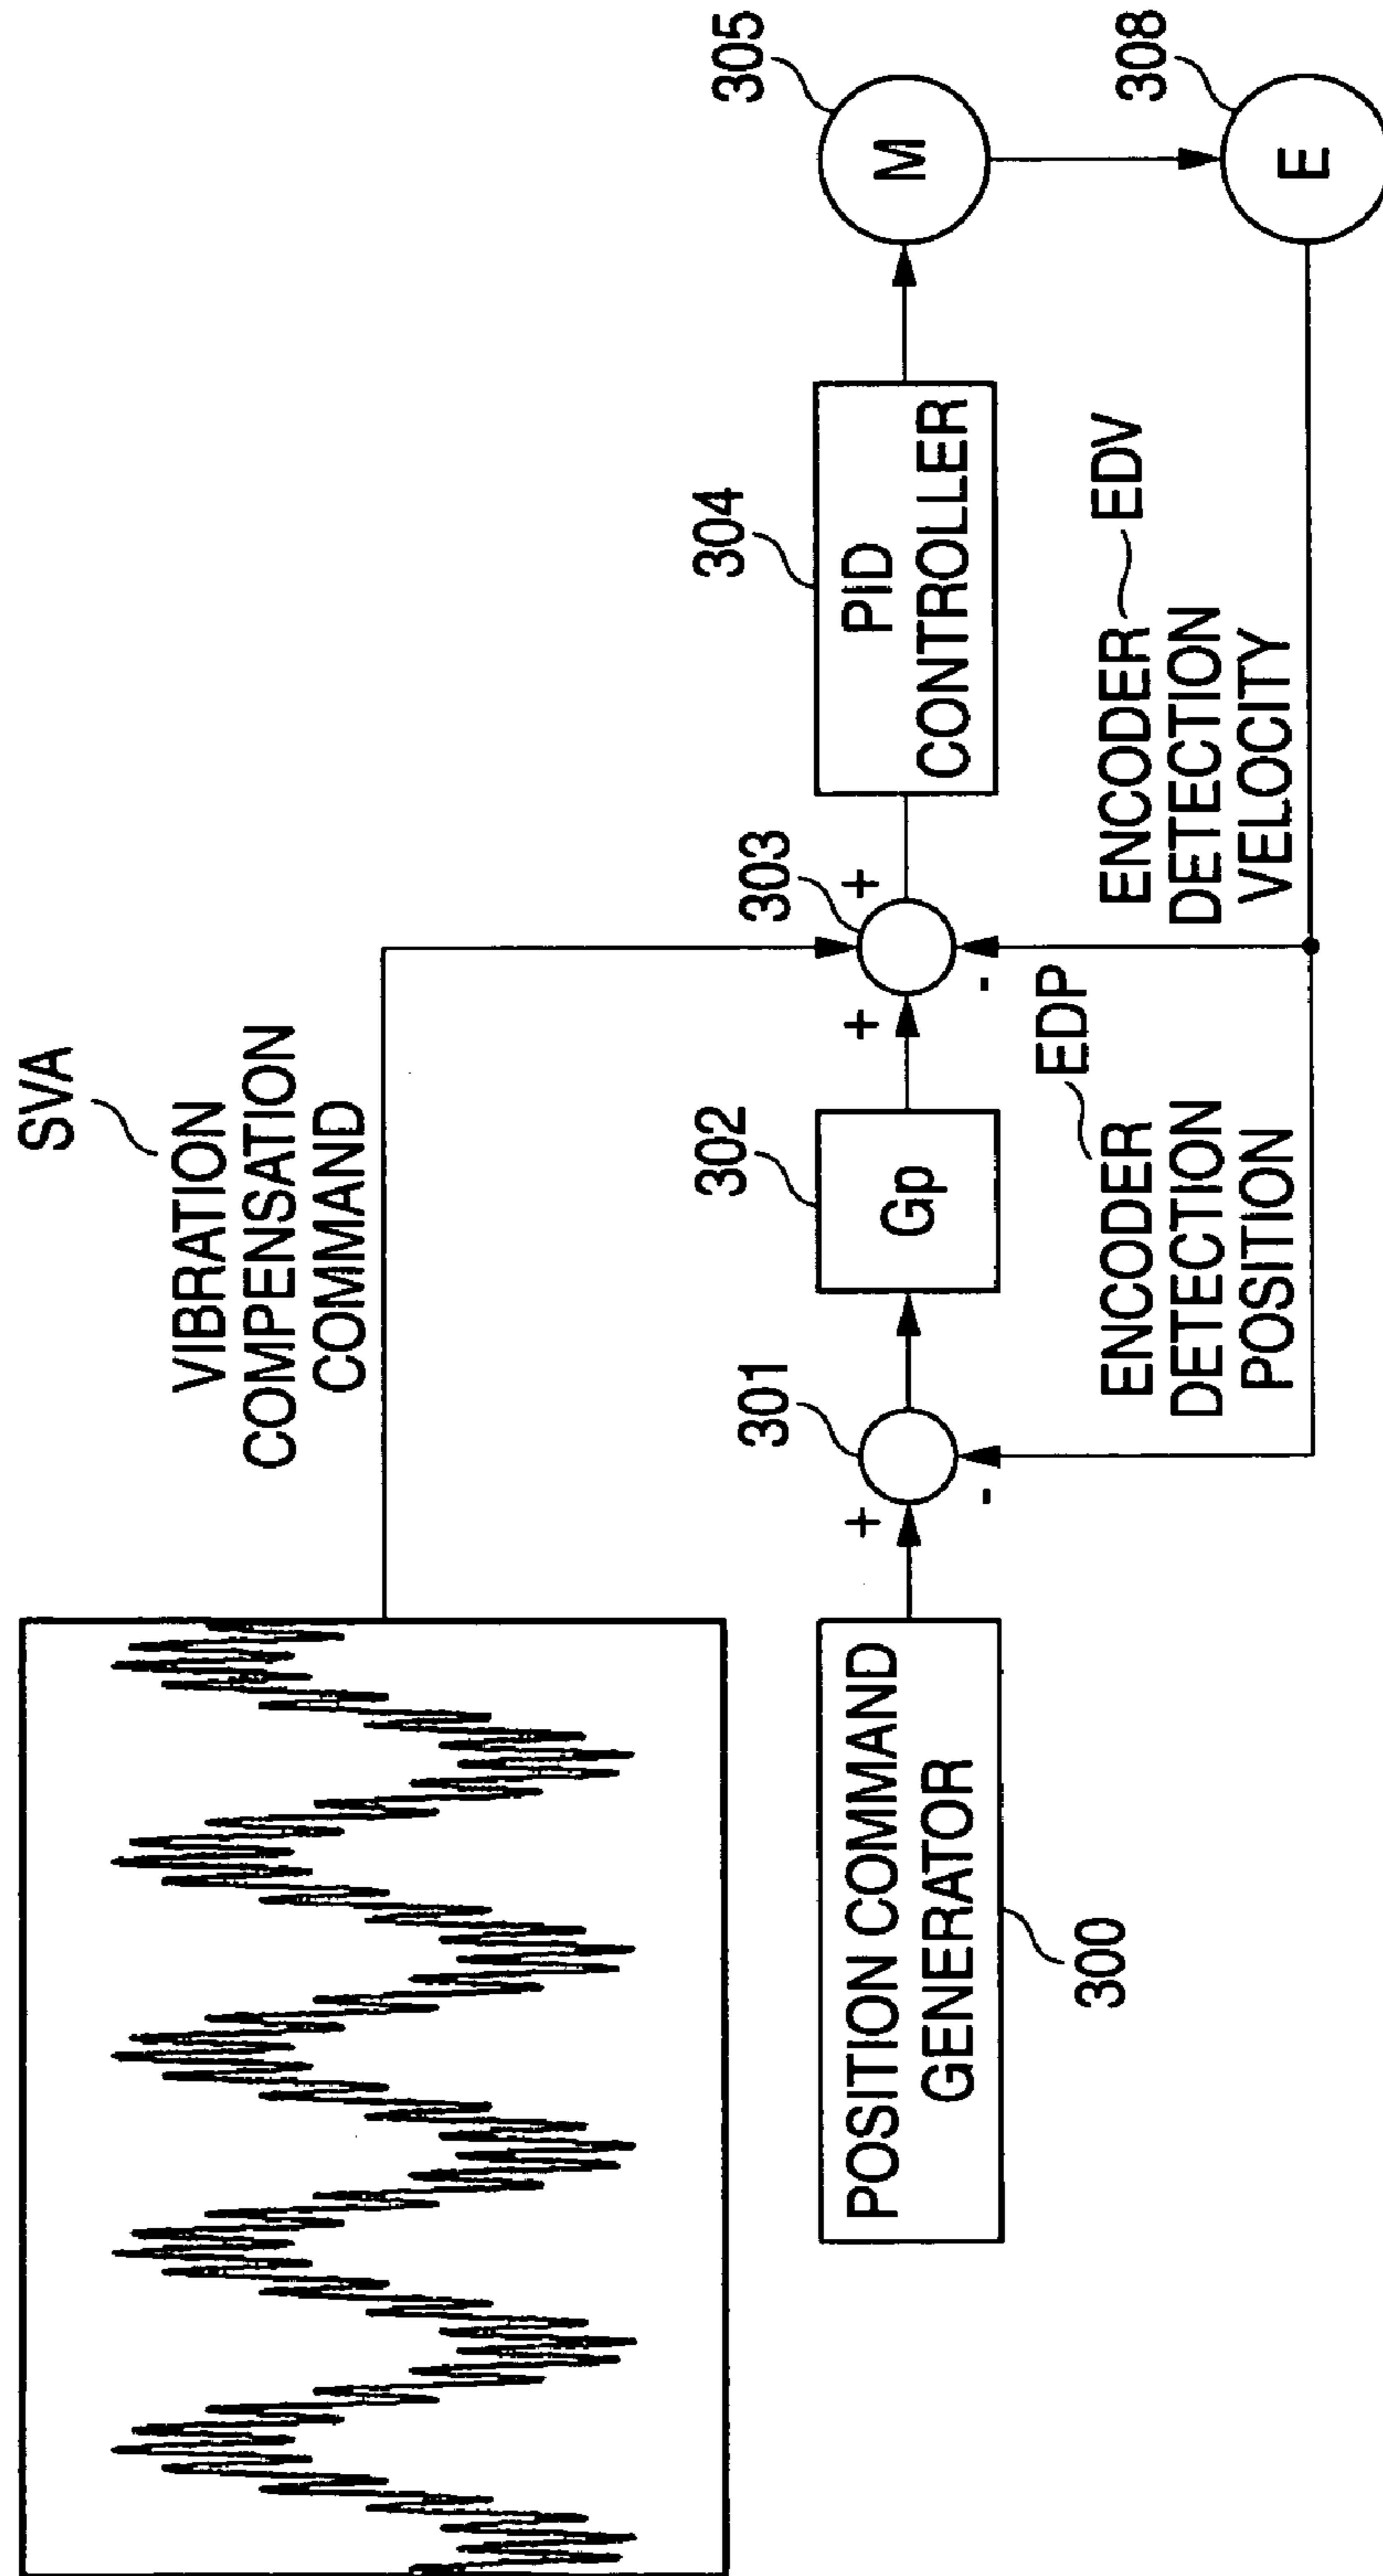 SVA
VIBRATION
COMPENSATION
COMMAND
305
M
304
PID
CONTROLLER
303
+
+
-
302
Gp
301
+
-
POSITION COMMAND
GENERATOR
300
EDP
ENCODER
DETECTION
POSITION
EDV
ENCODER
DETECTION
VELOCITY
308
E